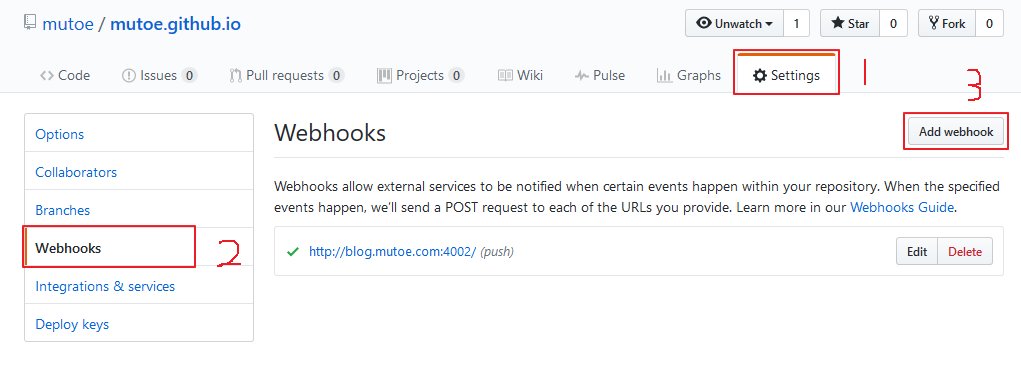 mutoe / mutoe.github.io
Unwatch 1 Star 0 Fork 0
Code Issues 0 Pull requests 0 Projects 0 Wiki Pulse Graphs Settings 1
3
Options
Collaborators
Branches
Webhooks 2
Integrations & services
Deploy keys
Webhooks Add webhook
Webhooks allow external services to be notified when certain events happen within your repository. When the specified
events happen, we'll send a POST request to each of the URLs you provide. Learn more in our Webhooks Guide.
http://blog.mutoe.com:4002/ (push) Edit Delete